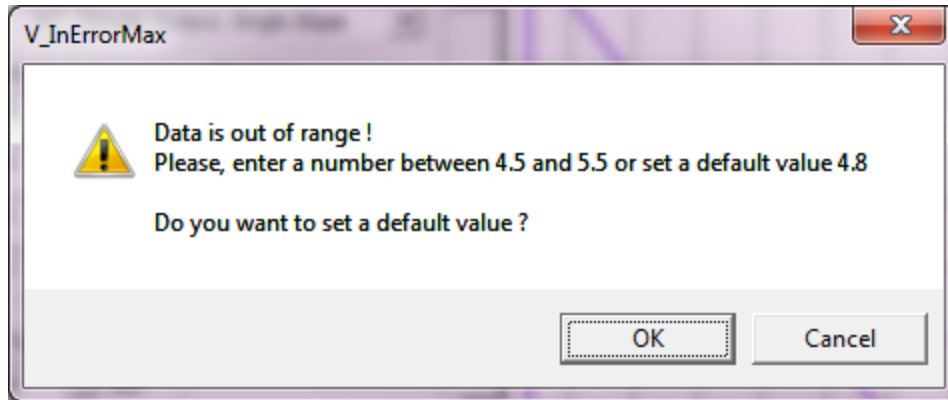 V_InErrorMax
Data is out of range !
Please, enter a number between 4.5 and 5.5 or set a default value 4.8
Do you want to set a default value ?
OK
Cancel